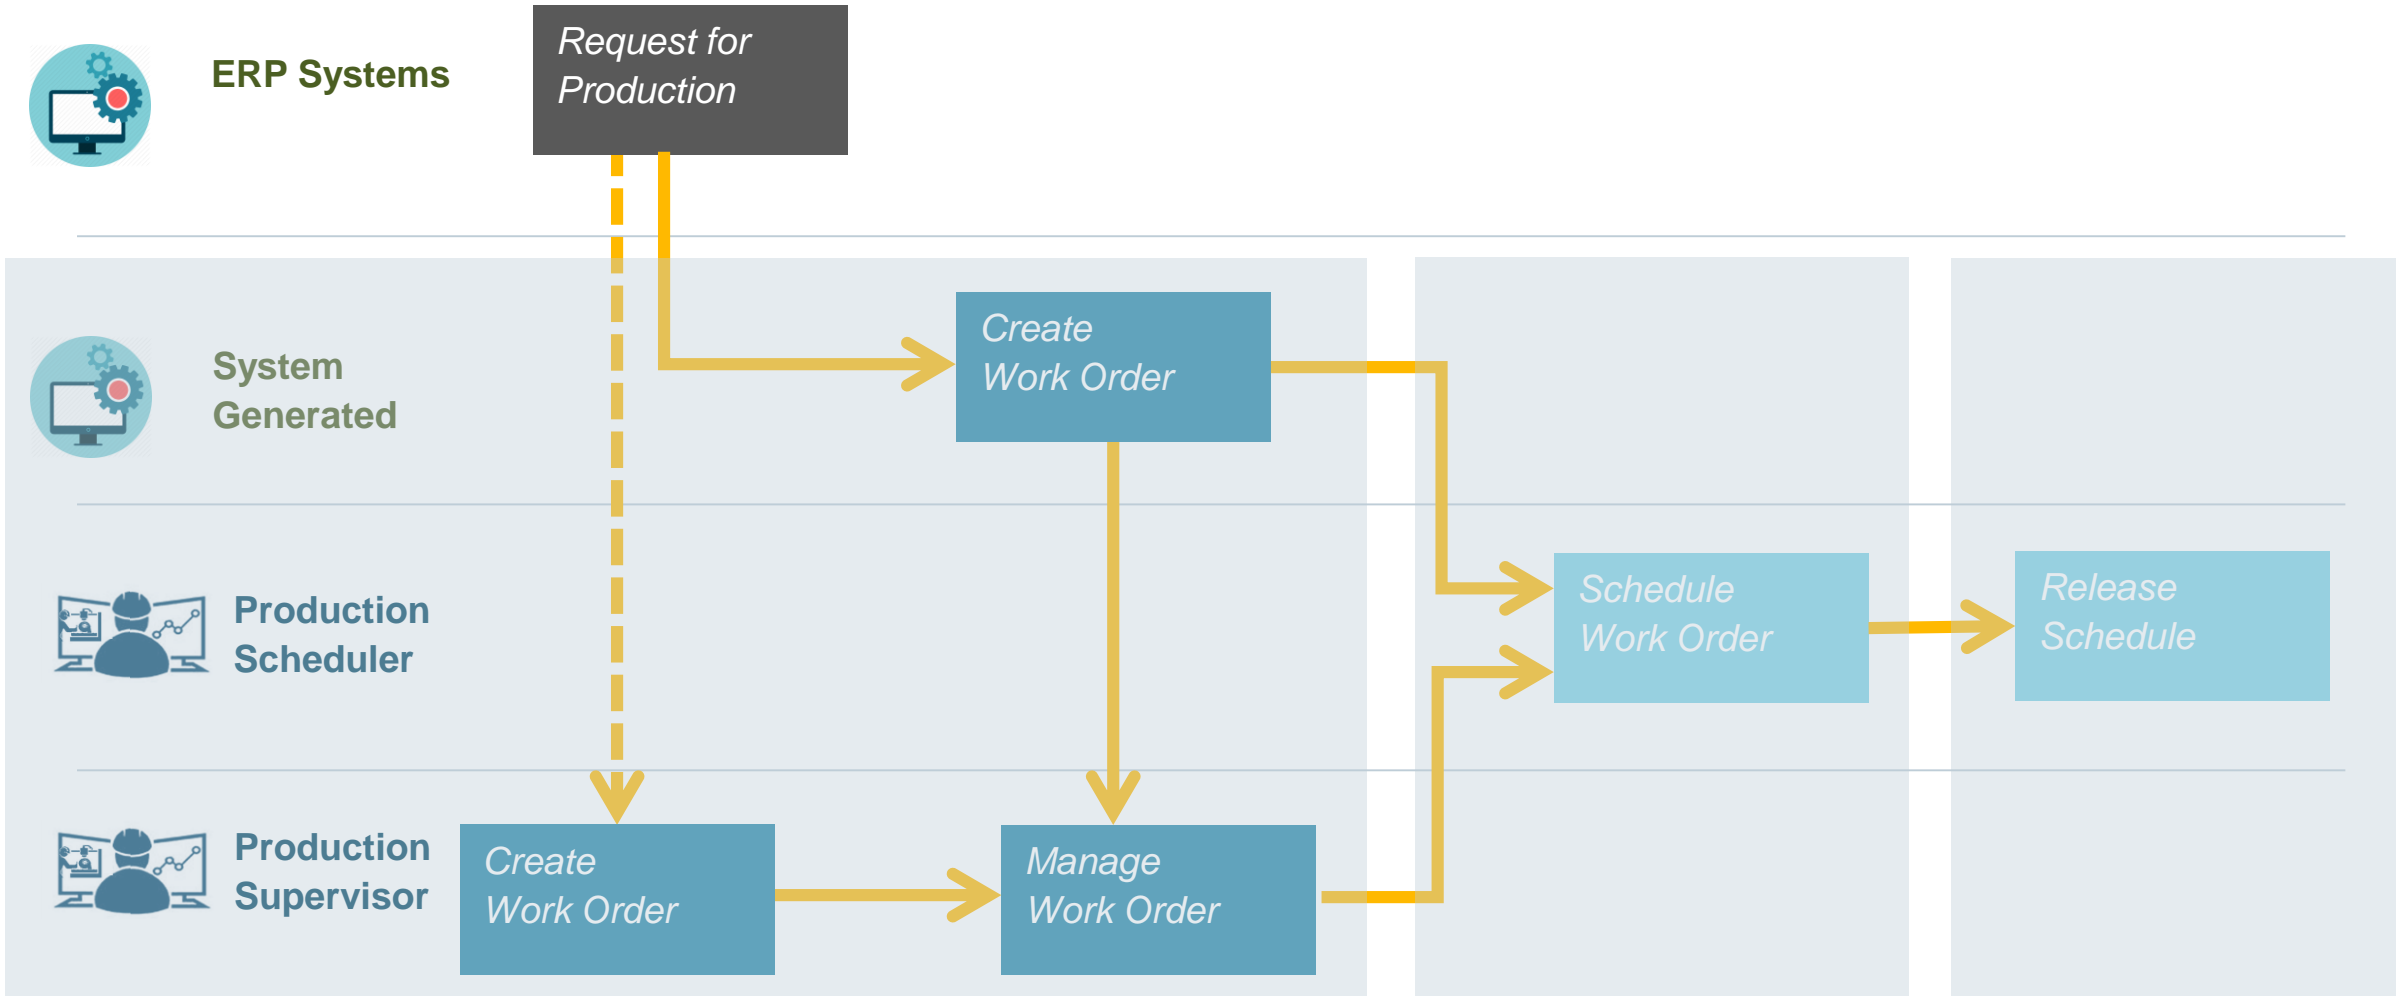 ERP Systems
Request for
Production
System
Generated
Create
Work Order
Production
Scheduler
Schedule
Work Order
Release
Schedule
Production
Supervisor
Create
Work Order
Manage
Work Order